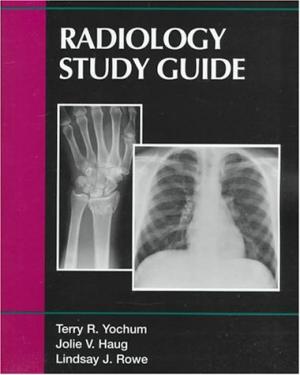 RADIOLOGY
STUDY GUIDE
Terry R. Yochum
Jolie V. Haug
Lindsay J. Rowe